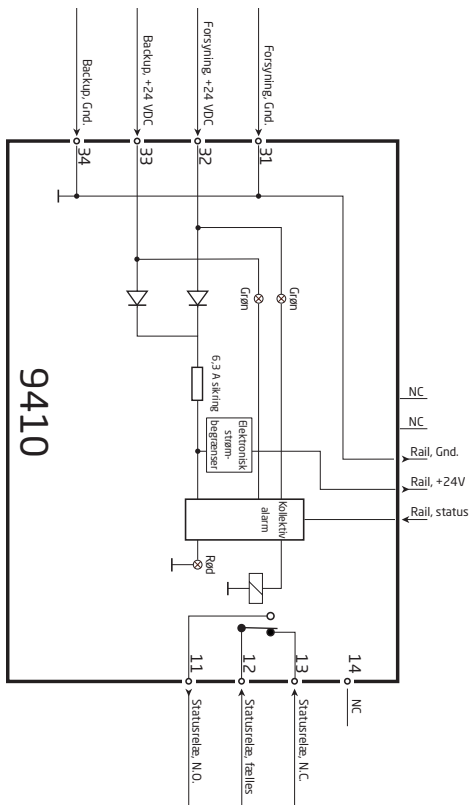 Backup, Gnd.
Backup, +24 VDC
Forsyning, +24 VDC
Forsyning, Gnd.
34
33
32
31
Grøn
Grøn
6,3 A sikring
Elektronisk
strøm-
begrænser
Kollektiv
alarm
Rød
9410
NC
NC
Rail, Gnd.
Rail, +24V
Rail, status
11
12
13
14
Statusrelæ, N.O.
Statusrelæ, fælles
Statusrelæ, N.C.
NC